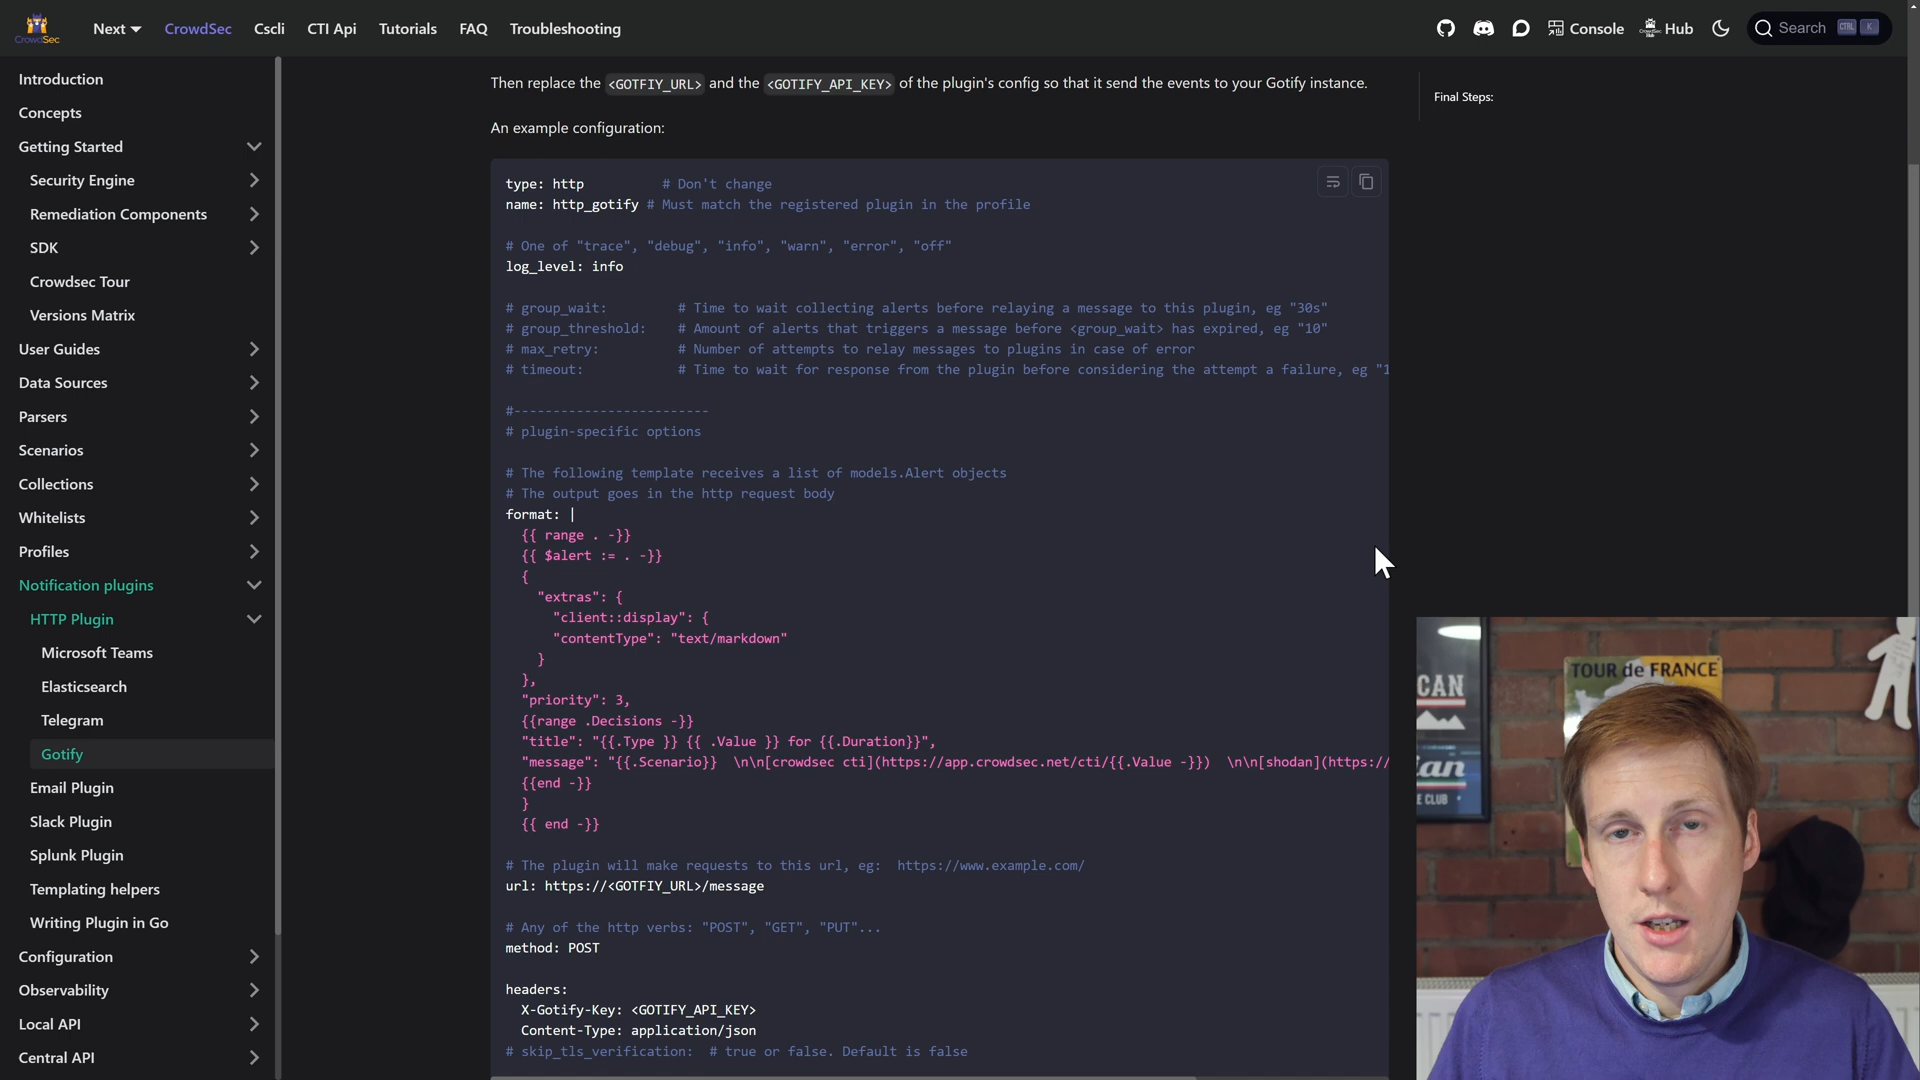 CrowdSec
Next
CrowdSec
Cscli
CTI Api
Tutorials
FAQ
Troubleshooting
Console
Hub
Search
CTRL K
Introduction
Concepts
Getting Started
Security Engine
Remediation Components
SDK
Crowdsec Tour
Versions Matrix
User Guides
Data Sources
Parsers
Scenarios
Collections
Whitelists
Profiles
Notification plugins
HTTP Plugin
Microsoft Teams
Elasticsearch
Telegram
Gotify
Email Plugin
Slack Plugin
Splunk Plugin
Templating helpers
Writing Plugin in Go
Configuration
Observability
Local API
Central API
Then replace the <GOTFIY_URL> and the <GOTIFY_API_KEY> of the plugin's config so that it send the events to your Gotify instance.
An example configuration:
type: http          # Don't change
name: http_gotify # Must match the registered plugin in the profile
# One of "trace", "debug", "info", "warn", "error", "off"
log_level: info
# group_wait:         # Time to wait collecting alerts before relaying a message to this plugin, eg "30s"
# group_threshold:    # Amount of alerts that triggers a message before <group_wait> has expired, eg "10"
# max_retry:          # Number of attempts to relay messages to plugins in case of error
# timeout:            # Time to wait for response from the plugin before considering the attempt a failure, eg "1
#-------------------------
# plugin-specific options
# The following template receives a list of models.Alert objects
# The output goes in the http request body
format: |
{{ range . -}}
{{ $alert := . -}}
{
"extras": {
"client::display": {
"contentType": "text/markdown"
}
},
"priority": 3,
{{range .Decisions -}}
"title": "{{.Type }} {{ .Value }} for {{.Duration}}",
"message": "{{.Scenario}}  \n\n[crowdsec cti](https://app.crowdsec.net/cti/{{.Value -}})  \n\n[shodan](https://
{{end -}}
}
{{ end -}}
# The plugin will make requests to this url, eg:  https://www.example.com/
url: https://<GOTFIY_URL>/message
# Any of the http verbs: "POST", "GET", "PUT"...
method: POST
headers:
X-Gotify-Key: <GOTIFY_API_KEY>
Content-Type: application/json
# skip_tls_verification:  # true or false. Default is false
Final Steps:
TOUR de FRANCE
CAN
ian
E CLUB